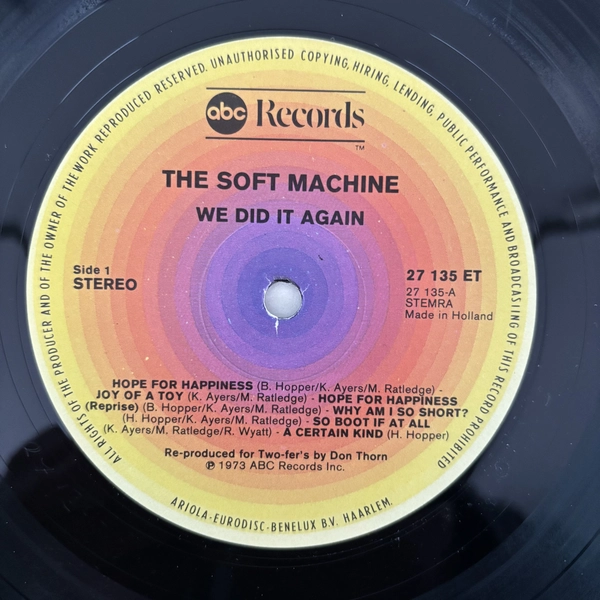 ALL RIGHTS OF THE PRODUCER AND OF THE OWNER OF THE WORK REPRODUCED RESERVED. UNAUTHORISED COPYING, HIRING, LENDING, PUBLIC PERFORMANCE AND BROADCASTING OF THIS RECORD PROHIBITED
abc Records
TM
THE SOFT MACHINE
WE DID IT AGAIN
Side 1
STEREO
27 135 ET
27 135-A
STEMRA
Made in Holland
HOPE FOR HAPPINESS (B. Hopper/K. Ayers/M. Ratledge) -
JOY OF A TOY (K. Ayers/M. Ratledge) - HOPE FOR HAPPINESS
(Reprise) (B. Hopper/K. Ayers/M. Ratledge) - WHY AM I SO SHORT?
(H. Hopper/K. Ayers/M. Ratledge) - SO BOOT IF AT ALL
(K. Ayers/M. Ratledge/R. Wyatt) - A CERTAIN KIND (H. Hopper)
Re-produced for Two-fer's by Don Thorn
℗ 1973 ABC Records Inc.
ARIOLA-EURODISC-BENELUX B.V. HAARLEM.